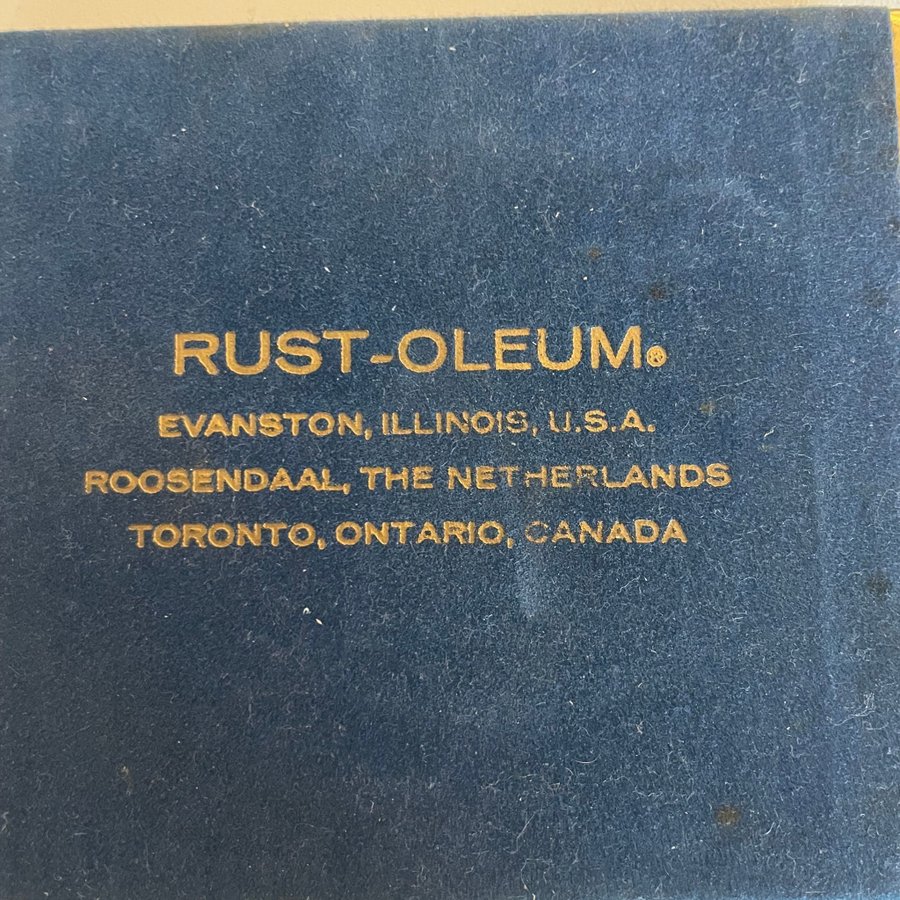 RUST-OLEUM®
EVANSTON, ILLINOIS, U.S.A.
ROOSENDAAL, THE NETHERLANDS
TORONTO, ONTARIO, CANADA